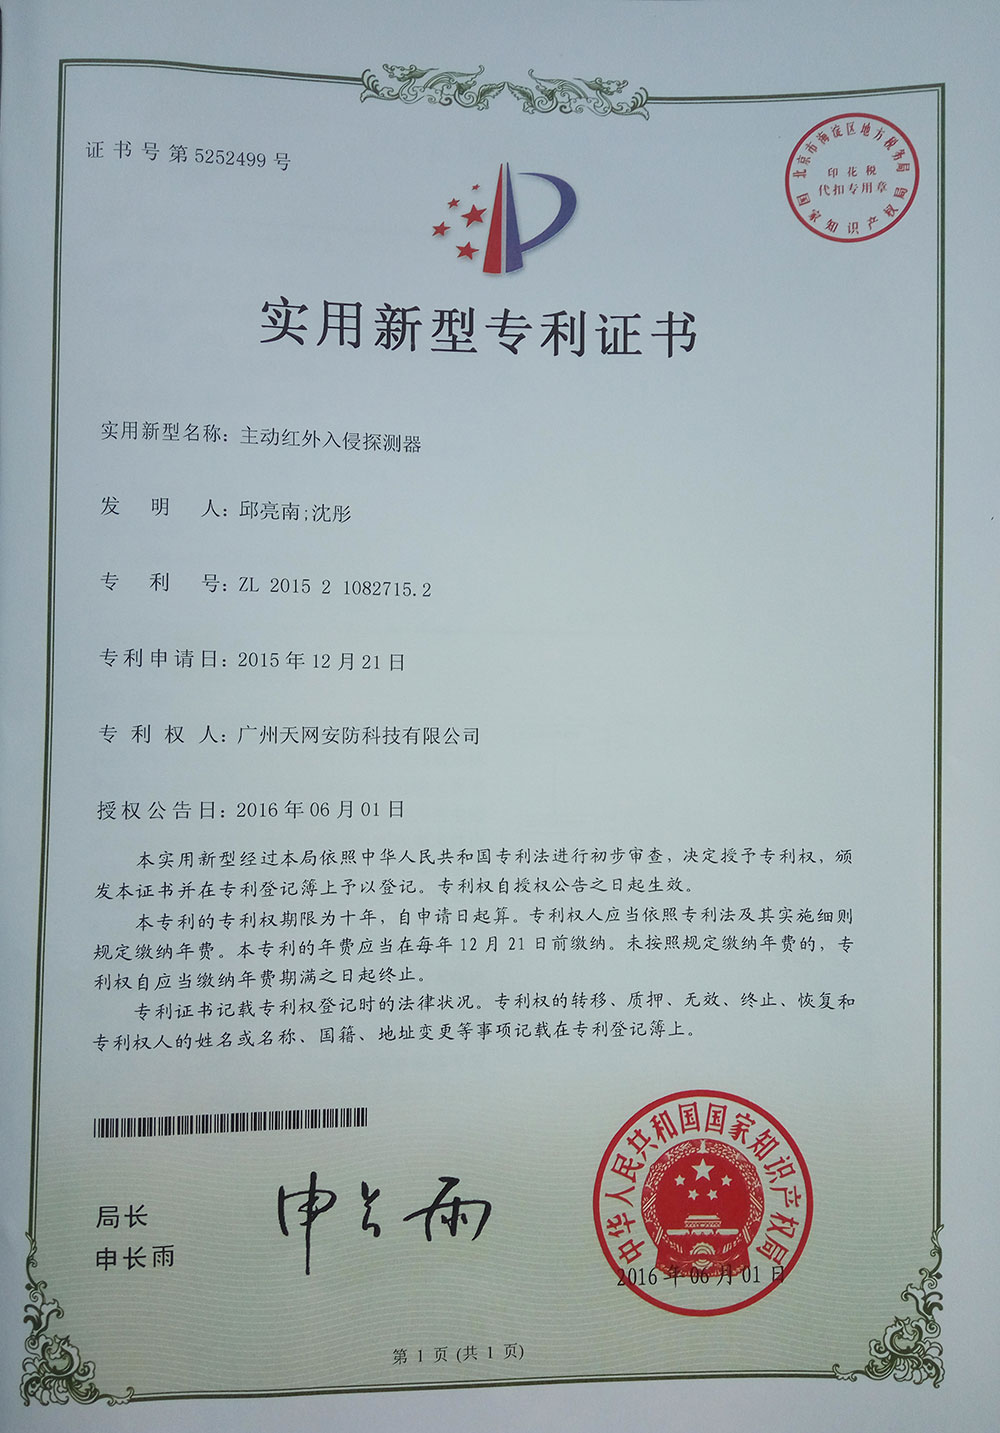 证书号第5252499号
北京市海淀区地方税务局
印花税
代扣专用章
国家知识产权局
实用新型专利证书
实用新型名称：主动红外入侵探测器
发明人：邱亮南;沈彤
专利号：ZL 2015 2 1082715.2
专利申请日：2015年12月21日
专利权人：广州天网安防科技有限公司
授权公告日：2016年06月01日
本实用新型经过本局依照中华人民共和国专利法进行初步审查，决定授予专利权，颁
发本证书并在专利登记簿上予以登记。专利权自授权公告之日起生效。
本专利的专利权期限为十年，自申请日起算。专利权人应当依照专利法及其实施细则
规定缴纳年费。本专利的年费应当在每年12月21日前缴纳。未按照规定缴纳年费的，专
利权自应当缴纳年费期满之日起终止。
专利证书记载专利权登记时的法律状况。专利权的转移、质押、无效、终止、恢复和
专利权人的姓名或名称、国籍、地址变更等事项记载在专利登记簿上。
局长
申长雨
申长雨
中华人民共和国国家知识产权局
2016年06月01日
第1页(共1页)